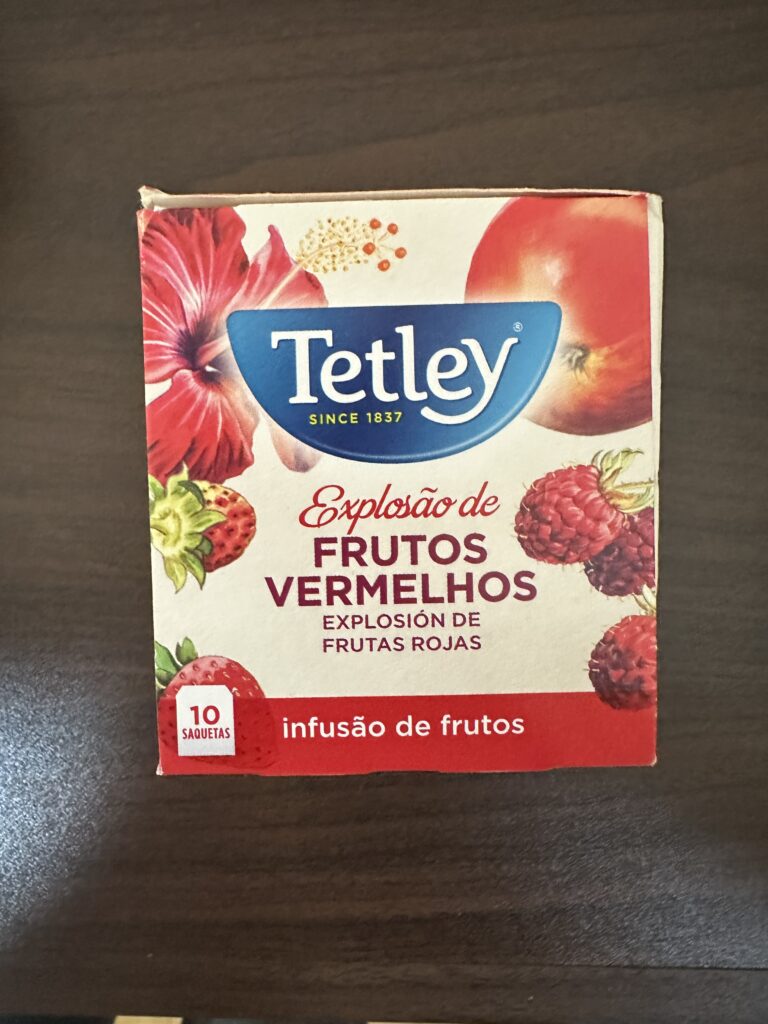 Tetley®
SINCE 1837
Explosão de
FRUTOS
VERMELHOS
EXPLOSIÓN DE
FRUTAS ROJAS
10
SAQUETAS
infusão de frutos